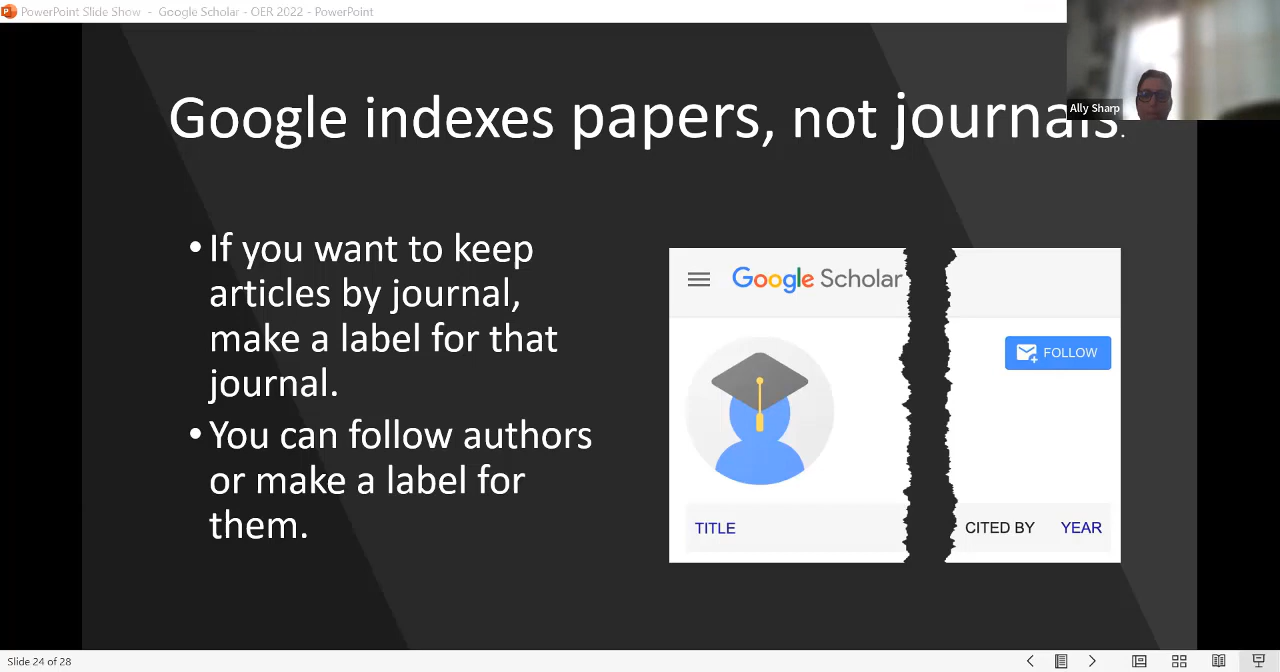 PowerPoint Slide Show - Google Scholar - OER 2022 - PowerPoint
Ally Sharp
Google indexes papers, not journals.
• If you want to keep
articles by journal,
make a label for that
journal.
• You can follow authors
or make a label for
them.
Google Scholar
FOLLOW
TITLE
CITED BY
YEAR
Slide 24 of 28